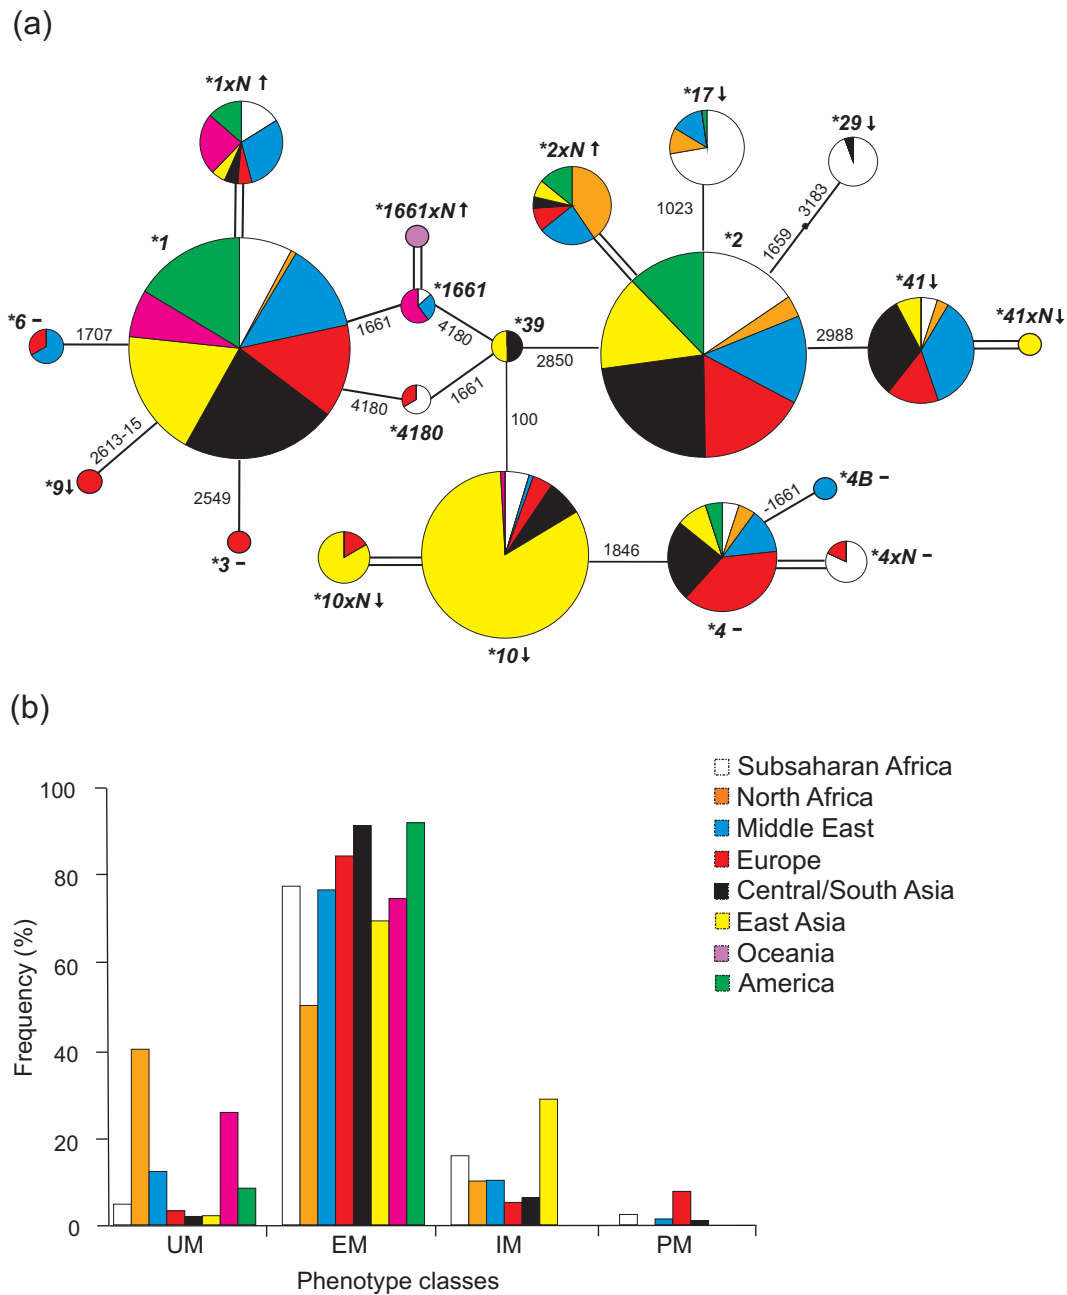 (a)
*1xN ↑
*17 ↓
*29 ↓
*2xN ↑
3183
*1661xN ↑
1023
*1
*2
1659
*1661
*41 ↓
*6 –
1707
1661
4180
*39
2850
2988
*41xN ↓
4180
1661
*4180
100
2613-15
*9 ↓
2549
*3 –
-1661
*4B –
1846
*4xN –
*10xN ↓
*4 –
*10 ↓
(b)
Subsaharan Africa
North Africa
Middle East
Europe
Central/South Asia
East Asia
Oceania
America
100
80
60
40
20
0
Frequency (%)
UM
EM
IM
PM
Phenotype classes